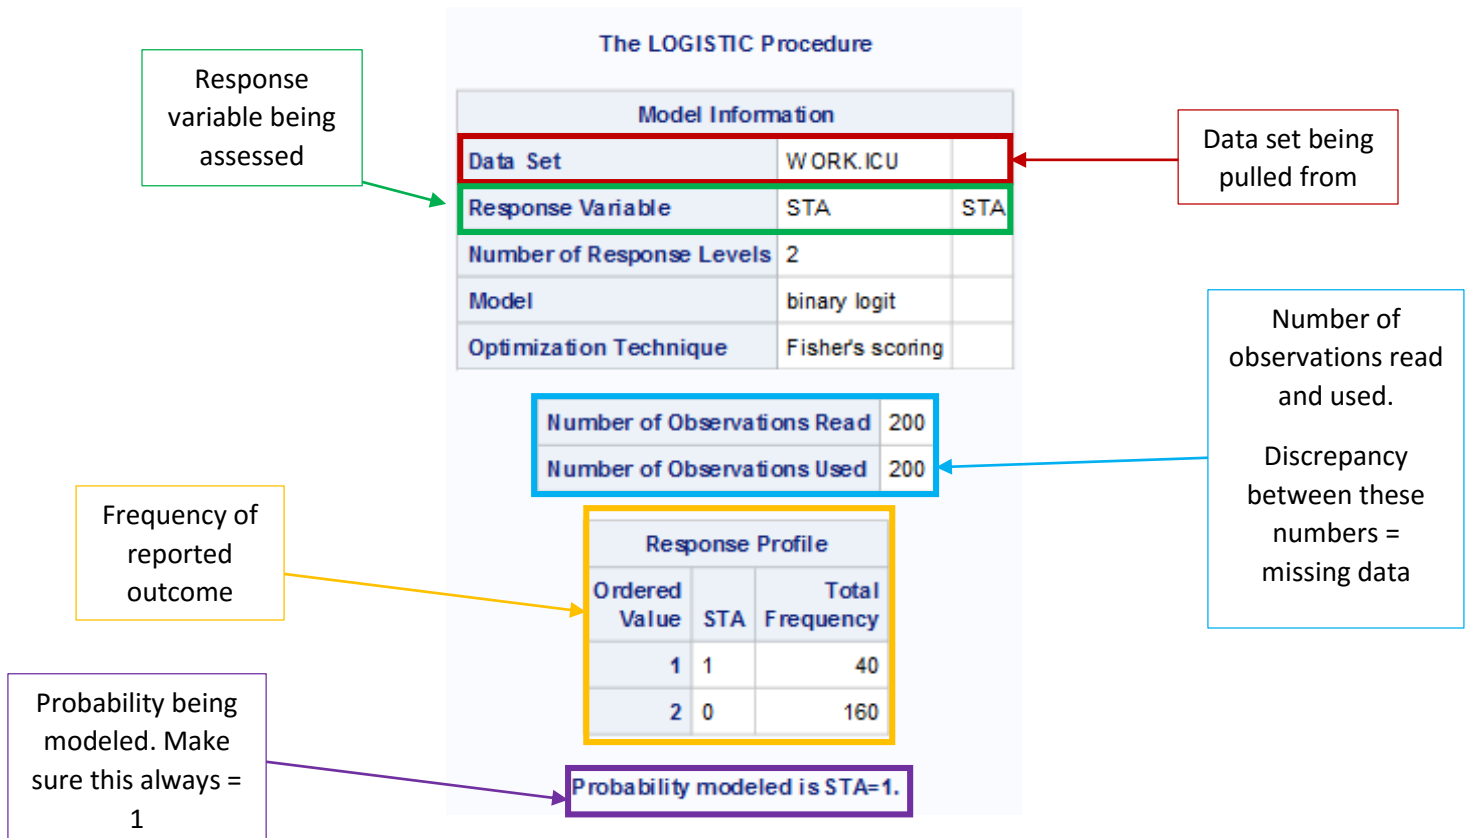 The LOGISTIC Procedure
Response
variable being
assessed
Model Information
Data Set WORK.ICU
Response Variable STA STA
Number of Response Levels 2
Model binary logit
Optimization Technique Fisher's scoring
Data set being
pulled from
Number of Observations Read 200
Number of Observations Used 200
Number of
observations read
and used.
Discrepancy
between these
numbers =
missing data
Frequency of
reported
outcome
Response Profile
Ordered Value STA Total Frequency
1 1 40
2 0 160
Probability being
modeled. Make
sure this always =
1
Probability modeled is STA=1.